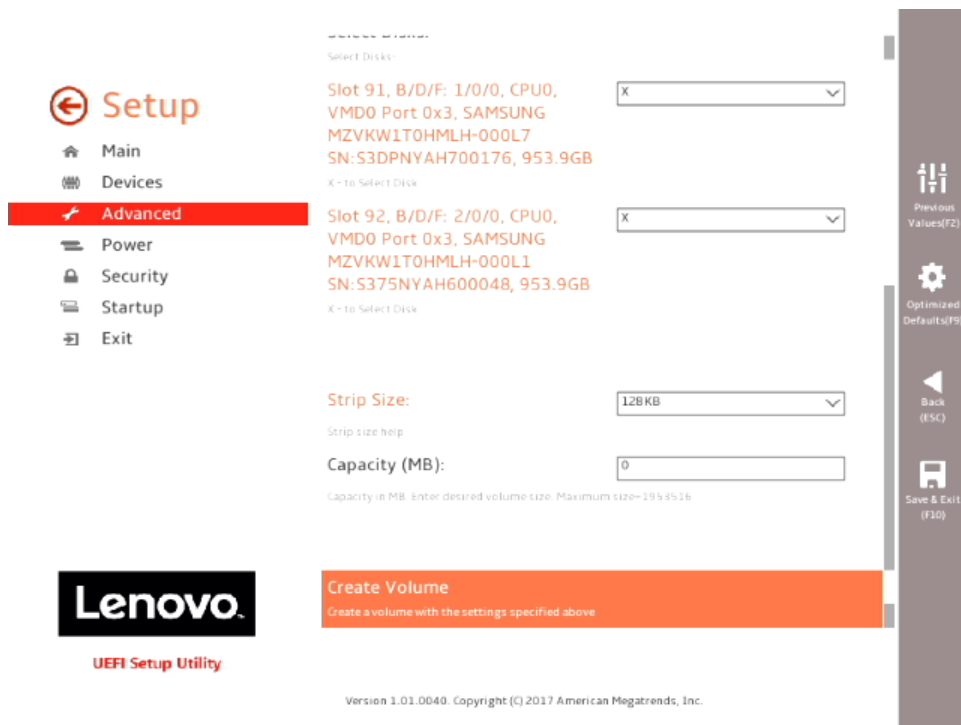 Setup
Main
Devices
Advanced
Power
Security
Startup
Exit
Lenovo.
UEFI Setup Utility
Select Disks:
Select Disks:
Slot 91, B/D/F: 1/0/0, CPU0,
VMD0 Port 0x3, SAMSUNG
MZVKW1T0HMLH-000L7
SN:S3DPNYAH700176, 953.9GB
X - to Select Disk
X
Slot 92, B/D/F: 2/0/0, CPU0,
VMD0 Port 0x3, SAMSUNG
MZVKW1T0HMLH-000L1
SN:S375NYAH600048, 953.9GB
X - to Select Disk
X
Strip Size:
128KB
Strip size help
Capacity (MB):
0
Capacity in MB. Enter desired volume size. Maximum size=1953516
Create Volume
Create a volume with the settings specified above
Previous
Values(F2)
Optimized
Defaults(F9
Back
(ESC)
Save & Exit
(F10)
Version 1.01.0040. Copyright (C) 2017 American Megatrends, Inc.